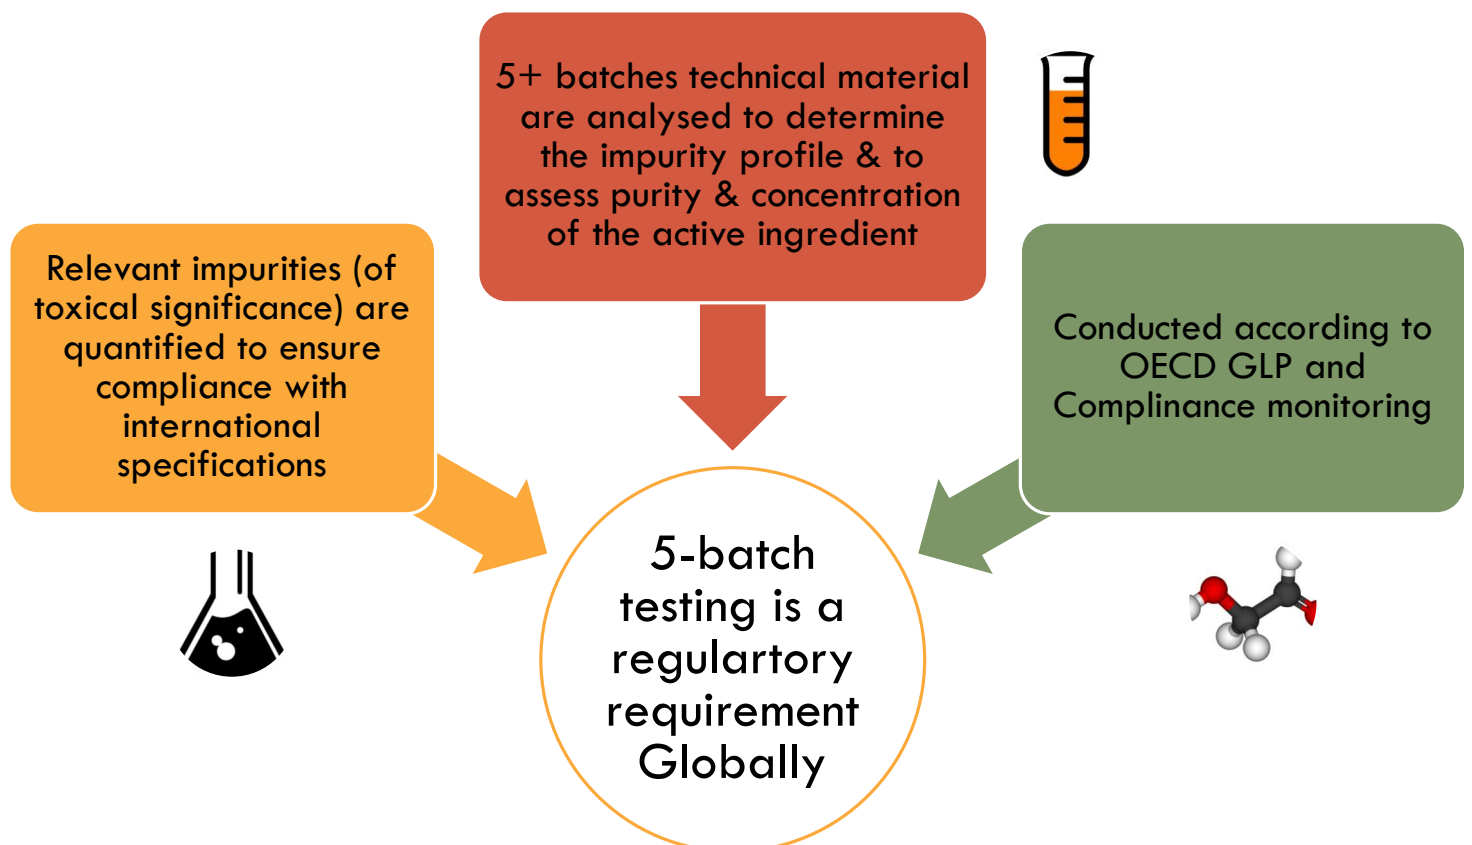 5+ batches technical material
are analysed to determine
the impurity profile & to
assess purity & concentration
of the active ingredient
Relevant impurities (of
toxical significance) are
quantified to ensure
compliance with
international
specifications
Conducted according to
OECD GLP and
Complinance monitoring
5-batch
testing is a
regulartory
requirement
Globally